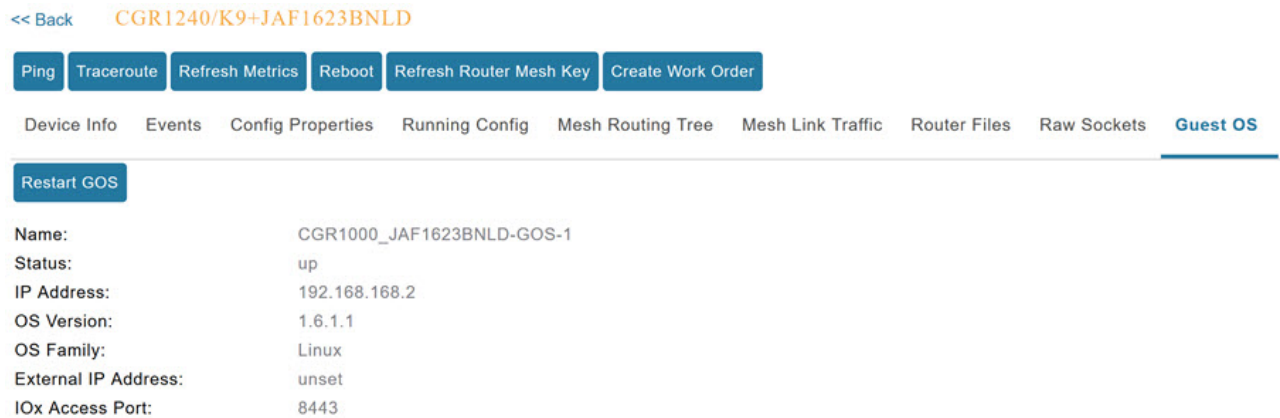 << Back CGR1240/K9+JAF1623BNLD
Ping Traceroute Refresh Metrics Reboot Refresh Router Mesh Key Create Work Order
Device Info Events Config Properties Running Config Mesh Routing Tree Mesh Link Traffic Router Files Raw Sockets Guest OS
Restart GOS
Name: CGR1000_JAF1623BNLD-GOS-1
Status: up
IP Address: 192.168.168.2
OS Version: 1.6.1.1
OS Family: Linux
External IP Address: unset
IOx Access Port: 8443